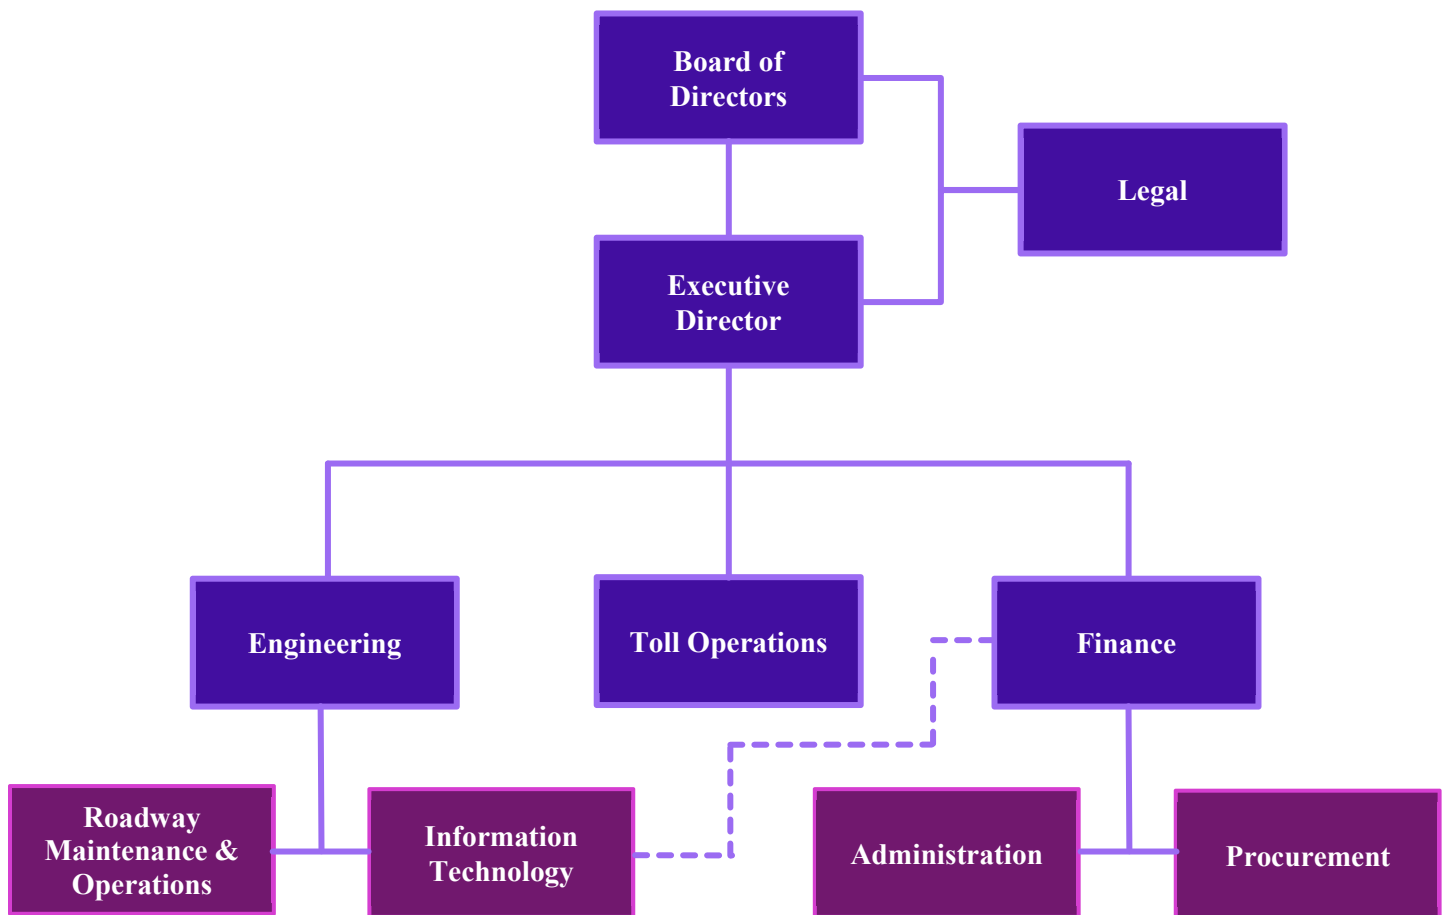 Board of
Directors
Legal
Executive
Director
Engineering
Toll Operations
Finance
Roadway
Maintenance &
Operations
Information
Technology
Administration
Procurement